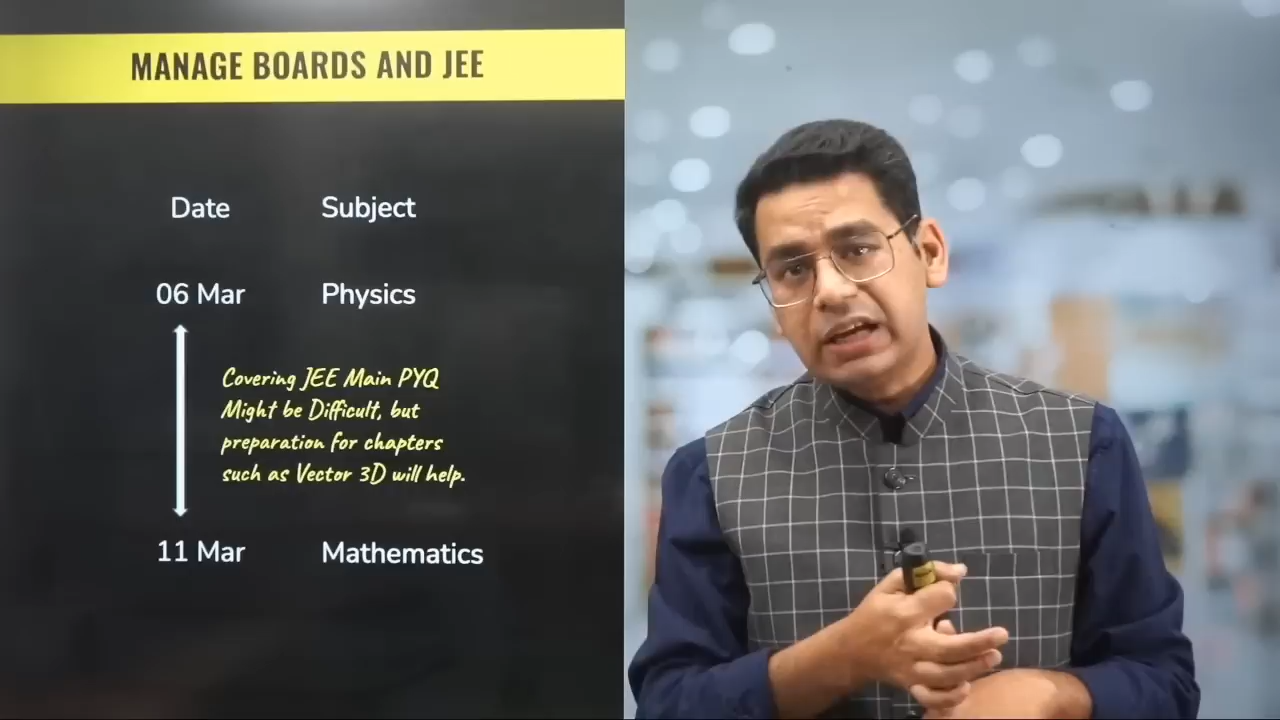 MANAGE BOARDS AND JEE
Date Subject
06 Mar Physics
Covering JEE Main PYQ
Might be Difficult, but
preparation for chapters
such as Vector 3D will help.
11 Mar Mathematics